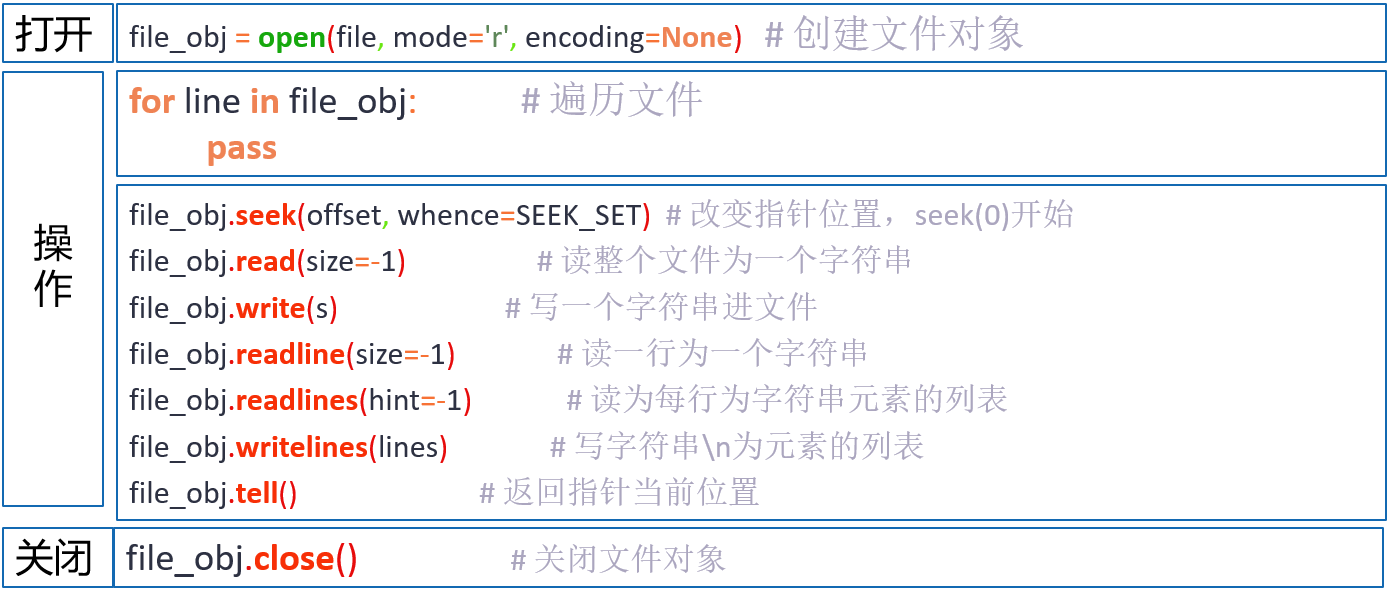 打开
file_obj = open(file, mode='r', encoding=None) # 创建文件对象
操作
for line in file_obj: # 遍历文件
pass
file_obj.seek(offset, whence=SEEK_SET) # 改变指针位置，seek(0)开始
file_obj.read(size=-1) # 读整个文件为一个字符串
file_obj.write(s) # 写一个字符串进文件
file_obj.readline(size=-1) # 读一行为一个字符串
file_obj.readlines(hint=-1) # 读为每行为字符串元素的列表
file_obj.writelines(lines) # 写字符串\n为元素的列表
file_obj.tell() # 返回指针当前位置
关闭
file_obj.close() # 关闭文件对象